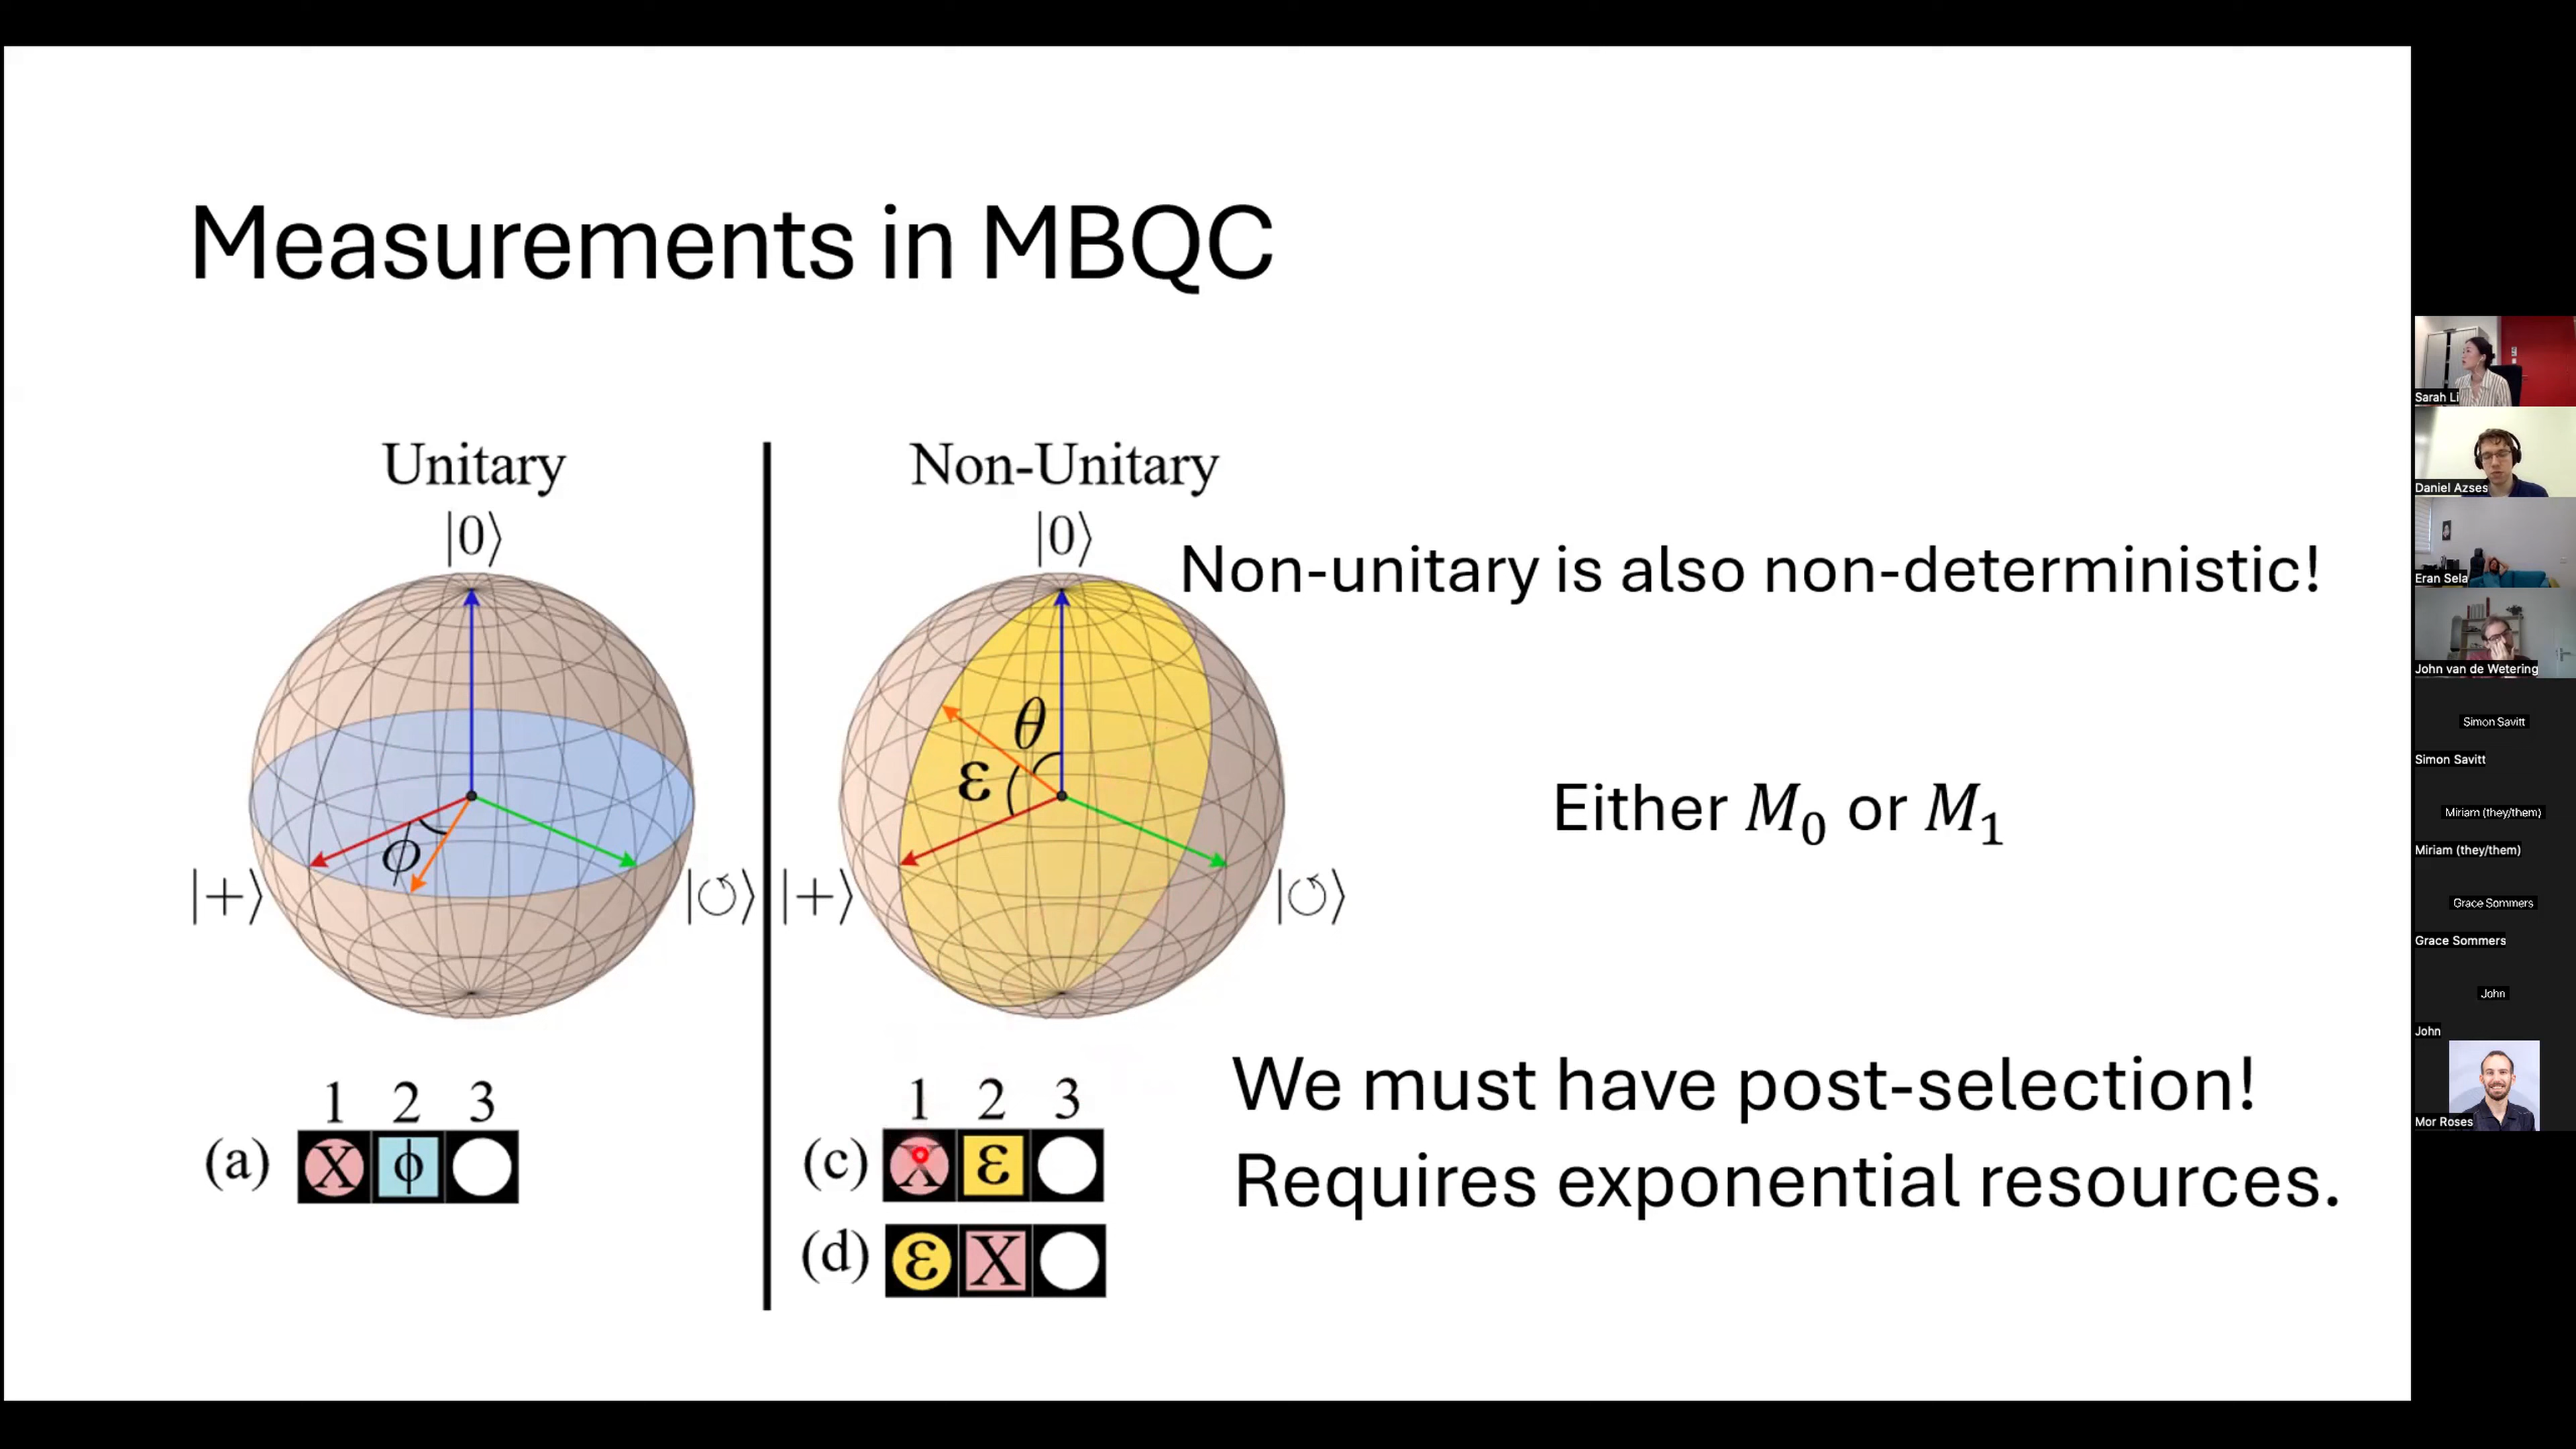 Measurements in MBQC
Unitary
|0⟩
ϕ
|+⟩
|↺⟩
1 2 3
(a) X ϕ
Non-Unitary
|0⟩
θ
ε
|+⟩
|↺⟩
1 2 3
(c) X ε
(d) ε X
Non-unitary is also non-deterministic!
Either M₀ or M₁
We must have post-selection!
Requires exponential resources.
Sarah Li
Daniel Azses
Eran Sela
John van de Wetering
Simon Savitt
Simon Savitt
Miriam (they/them)
Miriam (they/them)
Grace Sommers
Grace Sommers
John
John
Mor Roses